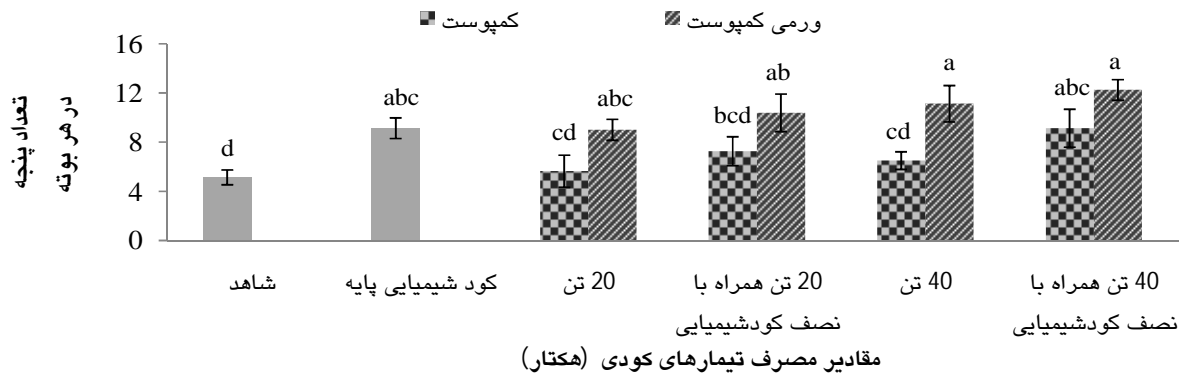 کمپوست ورمی کمپوست
تعداد پنجه
در هر بوته
16
12
8
4
0
d
abc
cd
abc
bcd
ab
cd
a
abc
a
شاهد
کود شیمیایی پایه
20 تن
20 تن همراه با
نصف کودشیمیایی
40 تن
40 تن همراه با
نصف کودشیمیایی
مقادیر مصرف تیمارهای کودی (هکتار)